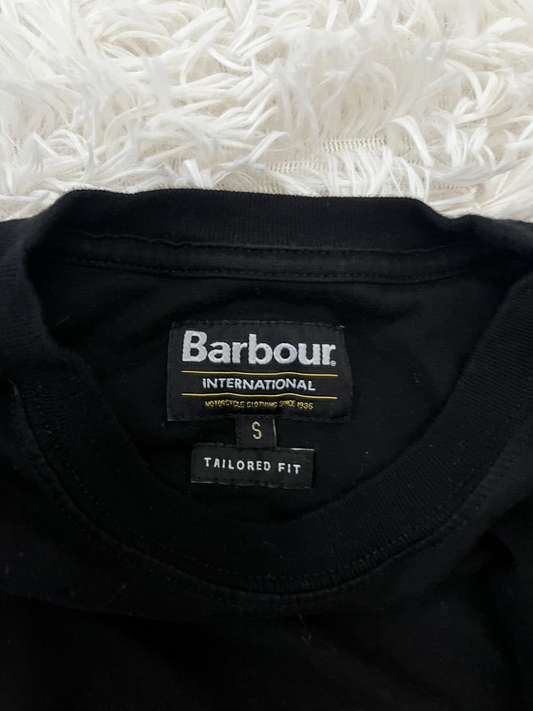 Barbour.
INTERNATIONAL
MOTORCYCLE CLOTHING SINCE 1936
S
TAILORED FIT